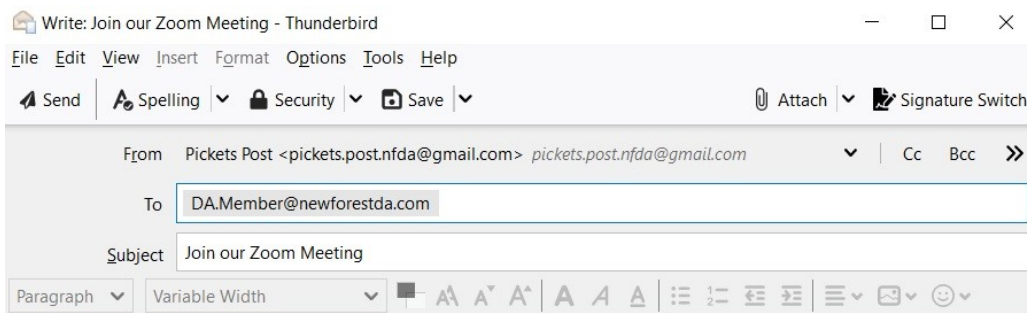 Write: Join our Zoom Meeting - Thunderbird
File Edit View Insert Format Options Tools Help
Send Spelling Security Save Attach Signature Switch
From Pickets Post <pickets.post.nfda@gmail.com> pickets.post.nfda@gmail.com Cc Bcc »
To DA.Member@newforestda.com
Subject Join our Zoom Meeting
Paragraph Variable Width